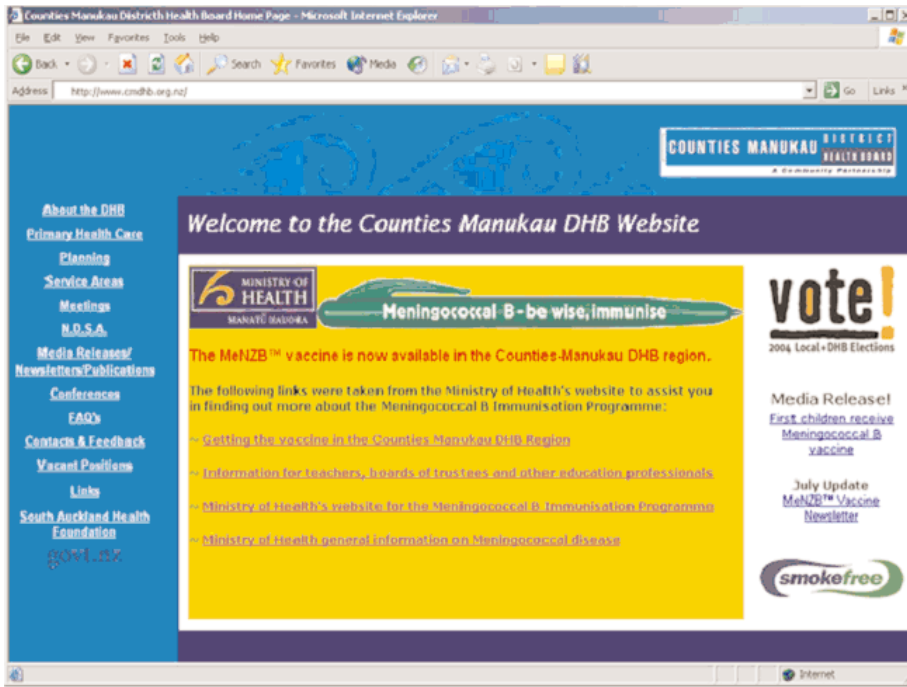 Counties Manukau Districth Health Board Home Page - Microsoft Internet Explorer
File Edit View Favorites Tools Help
Back Search Favorites Media
Address http://www.cmdhb.org.nz/ Go Links
COUNTIES MANUKAU DISTRICT
HEALTH BOARD
A Community Partnership
About the DHB
Primary Health Care
Planning
Service Areas
Meetings
N.D.S.A.
Media Releases/
Newsletters/Publications
Conferences
FAQ's
Contacts & Feedback
Vacant Positions
Links
South Auckland Health
Foundation
govt.nz
Welcome to the Counties Manukau DHB Website
MINISTRY OF
HEALTH
MANATŪ HAUORA
Meningococcal B - be wise, immunise
The MeNZB™ vaccine is now available in the Counties-Manukau DHB region.
The following links were taken from the Ministry of Health's website to assist you
in finding out more about the Meningococcal B Immunisation Programme:
~ Getting the vaccine in the Counties Manukau DHB Region
~ Information for teachers, boards of trustees and other education professionals
~ Ministry of Health's website for the Meningococcal B Immunisation Programme
~ Ministry of Health general information on Meningococcal disease
vote!
2004 Local + DHB Elections
Media Release!
First children receive
Meningococcal B
vaccine
July Update
MeNZB™ Vaccine
Newsletter
smokefree
Internet